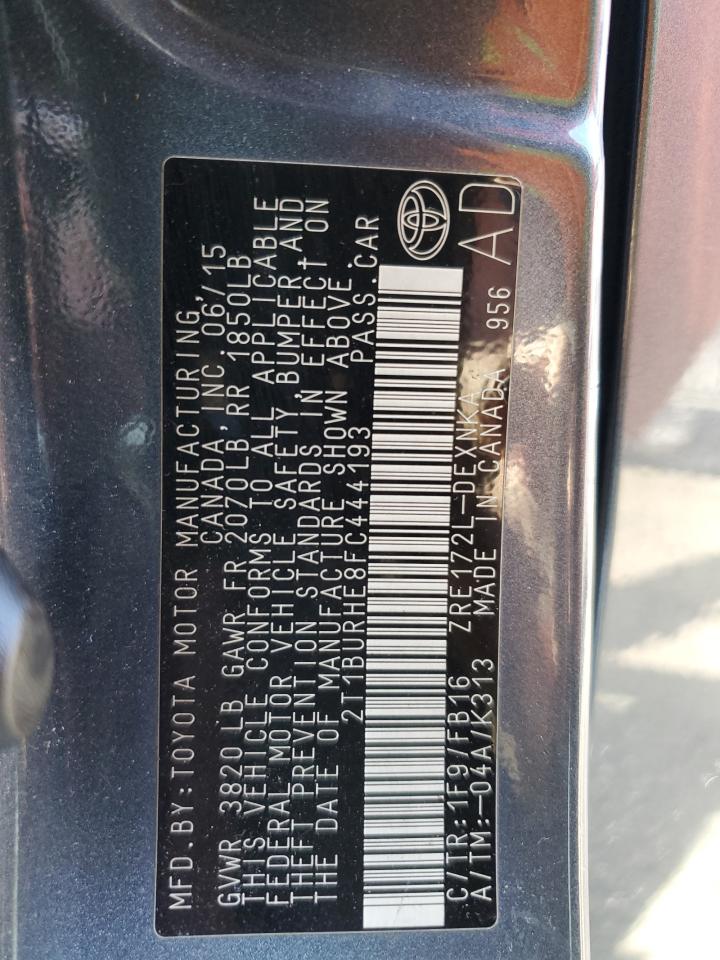 MFD.BY:TOYOTA MOTOR MANUFACTURING,
CANADA, INC. 06/15
GVWR 3820 LB GAWR FR 2070LB, RR 1850LB
THIS VEHICLE CONFORMS TO ALL APPLICABLE
FEDERAL MOTOR VEHICLE SAFETY, BUMPER, AND
THEFT PREVENTION STANDARDS IN EFFECT ON
THE DATE OF MANUFACTURE SHOWN ABOVE.
2T1BURHE8FC444193 PASS.CAR
C/TR:1F9/FB16 ZRE172L-DEXNKA
A/TM:-04A/K313 MADE IN CANADA 956
AD